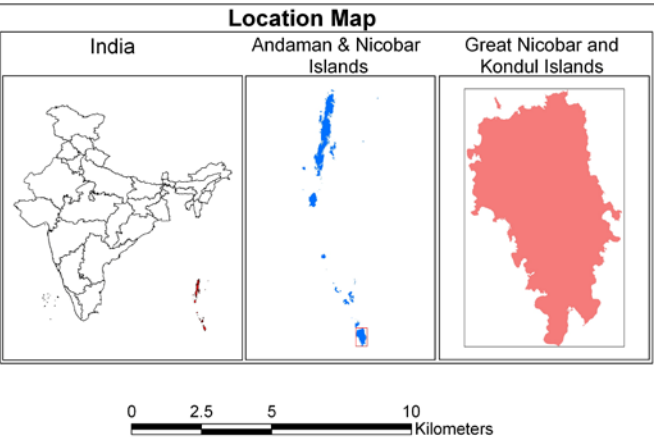 Location Map
India
Andaman & Nicobar
Islands
Great Nicobar and
Kondul Islands
0 2.5 5 10
Kilometers